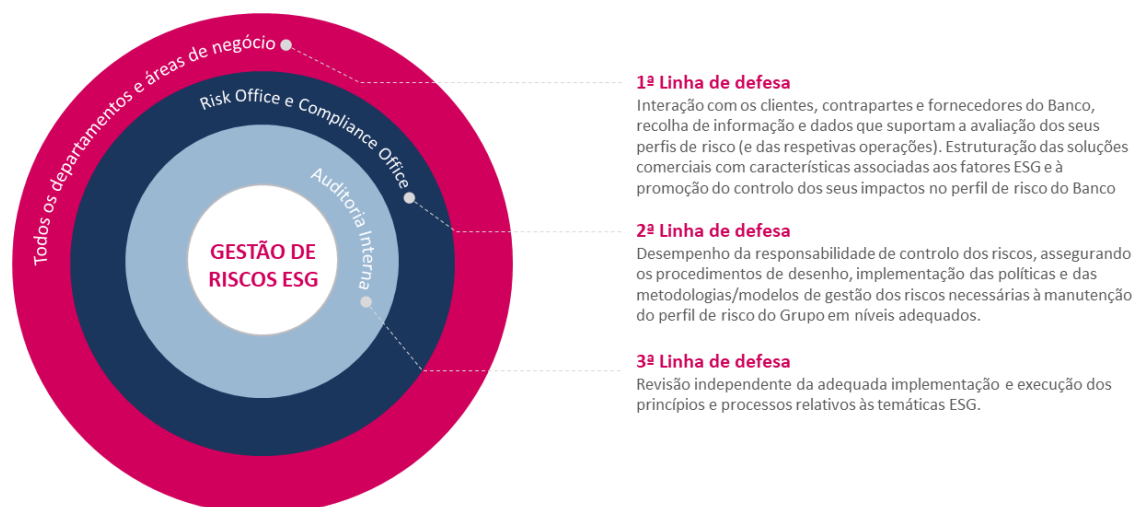 Todos os departamentos e áreas de negócio
Risk Office e Compliance Office
Auditoria Interna
GESTÃO DE
RISCOS ESG
1ª Linha de defesa
Interação com os clientes, contrapartes e fornecedores do Banco,
recolha de informação e dados que suportam a avaliação dos seus
perfis de risco (e das respetivas operações). Estruturação das soluções
comerciais com características associadas aos fatores ESG e à
promoção do controlo dos seus impactos no perfil de risco do Banco
2ª Linha de defesa
Desempenho da responsabilidade de controlo dos riscos, assegurando
os procedimentos de desenho, implementação das políticas e das
metodologias/modelos de gestão dos riscos necessárias à manutenção
do perfil de risco do Grupo em níveis adequados.
3ª Linha de defesa
Revisão independente da adequada implementação e execução dos
princípios e processos relativos às temáticas ESG.